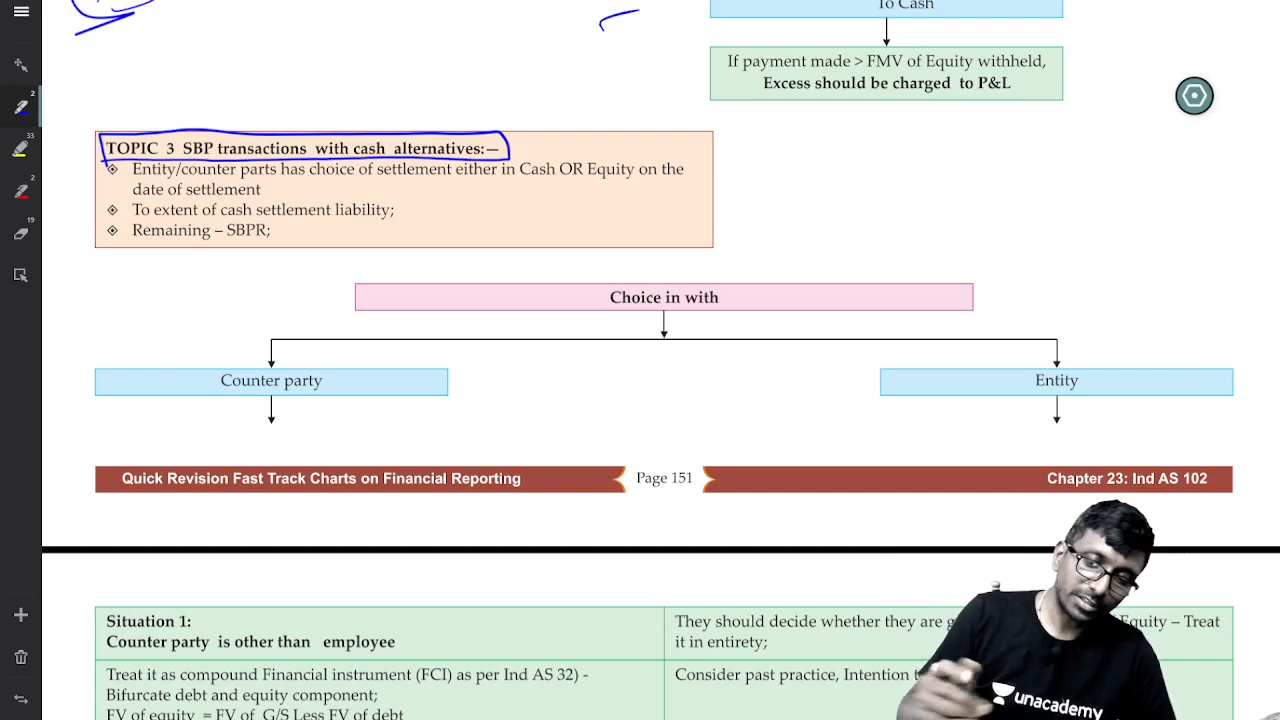 To Cash
If payment made > FMV of Equity withheld,
Excess should be charged to P&L
TOPIC 3 SBP transactions with cash alternatives:—
Entity/counter parts has choice of settlement either in Cash OR Equity on the
date of settlement
To extent of cash settlement liability;
Remaining – SBPR;
Choice in with
Counter party
Entity
Quick Revision Fast Track Charts on Financial Reporting
Page 151
Chapter 23: Ind AS 102
Situation 1:
Counter party is other than employee
They should decide whether they are
Equity – Treat
it in entirety;
Treat it as compound Financial instrument (FCI) as per Ind AS 32) -
Bifurcate debt and equity component;
FV of equity = FV of G/S Less FV of debt
Consider past practice, Intention
unacademy
2
33
2
19